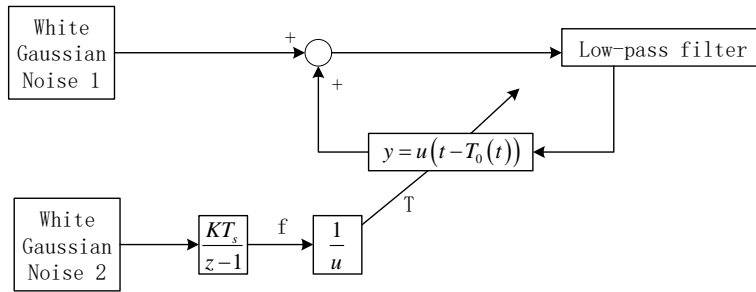 White
Gaussian
Noise 1
+
+
Low-pass filter
y = u(t − T₀(t))
T
White
Gaussian
Noise 2
KTₛ
z − 1
f
1
u